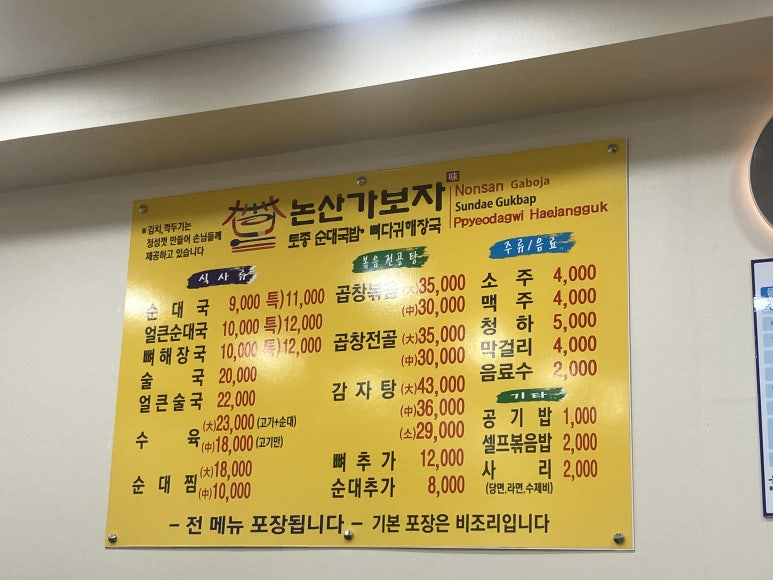 논산가보자 味
토종 순대국밥• 뼈다귀해장국
Nonsan Gaboja
Sundae Gukbap
Ppyeodagwi Haejangguk
■ 김치,깍두기는
정성껏 만들어 손님들께
제공하고 있습니다
식사류
순대국 9,000 특)11,000
얼큰순대국 10,000 특)12,000
뼈해장국 10,000 특)12,000
술국 20,000
얼큰술국 22,000
수육 (大)23,000 (고기+순대)
(中)18,000 (고기만)
순대찜 (大)18,000
(中)10,000
볶음전골탕
곱창볶음 (大)35,000
(中)30,000
곱창전골 (大)35,000
(中)30,000
감자탕 (大)43,000
(中)36,000
(소)29,000
뼈추가 12,000
순대추가 8,000
주류/음료
소주 4,000
맥주 4,000
청하 5,000
막걸리 4,000
음료수 2,000
기타
공기밥 1,000
셀프볶음밥 2,000
사리 2,000
(당면,라면,수제비)
– 전 메뉴 포장됩니다 – 기본 포장은 비조리입니다